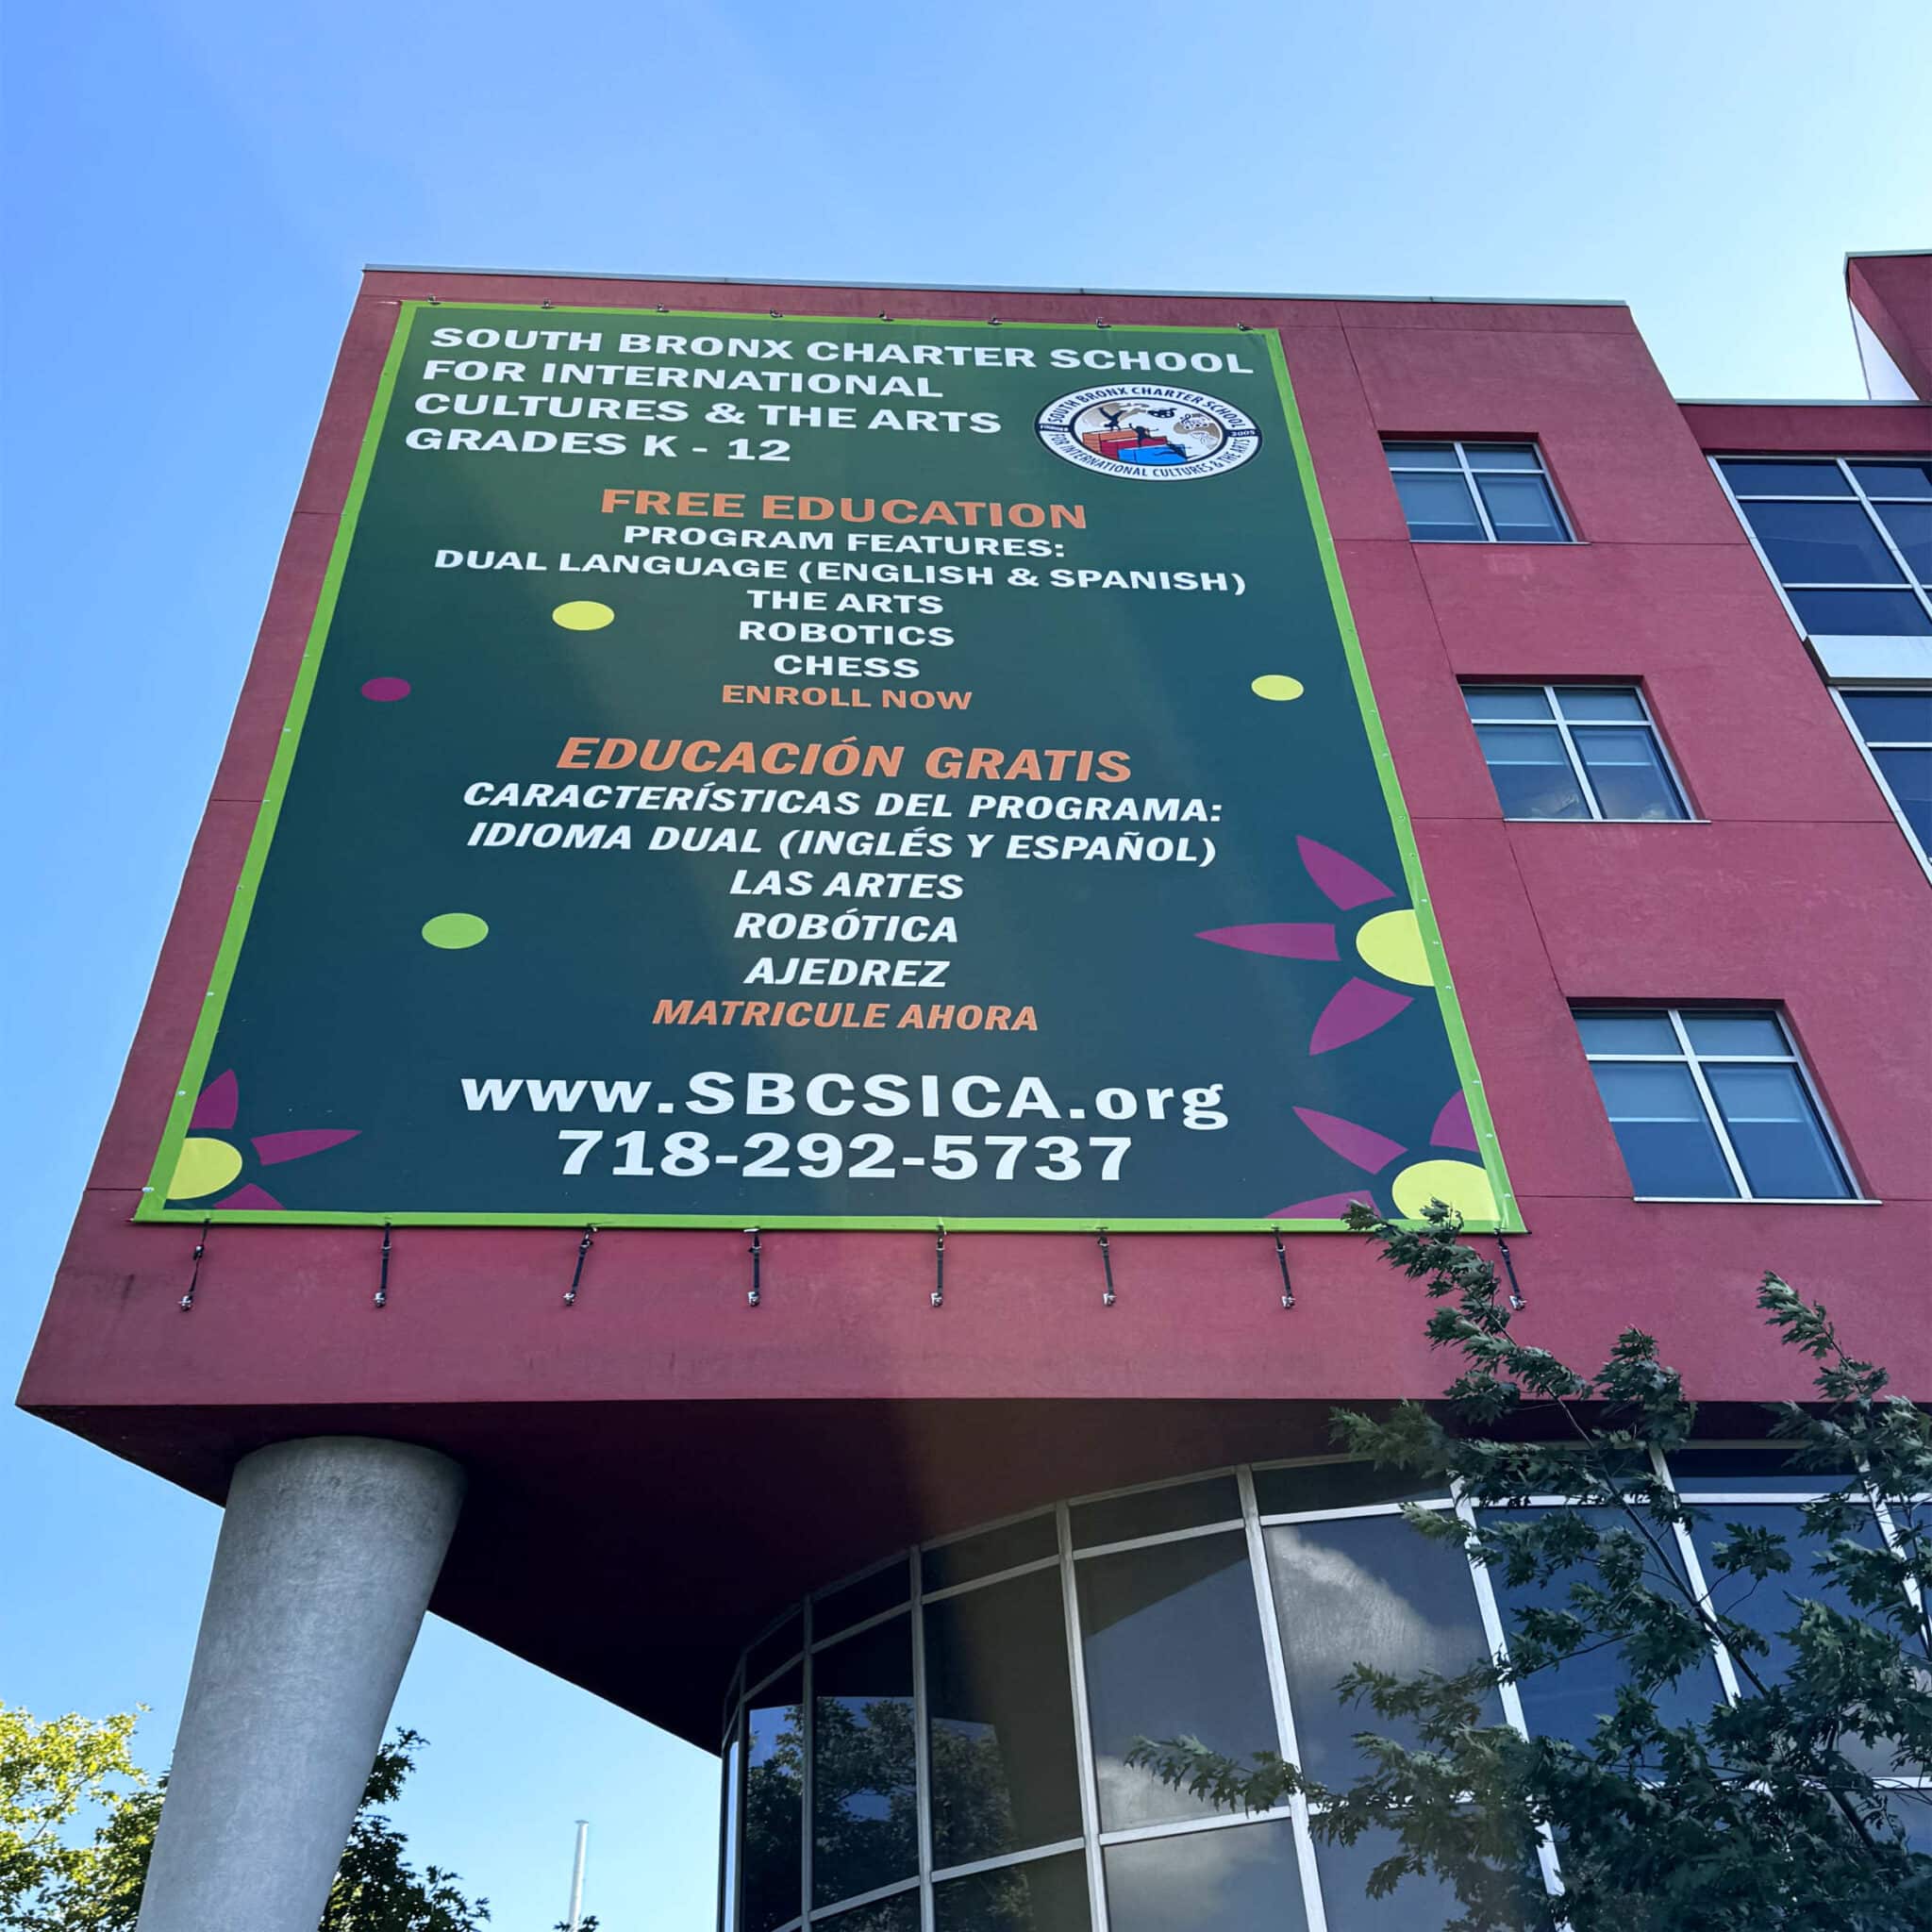 SOUTH BRONX CHARTER SCHOOL
FOR INTERNATIONAL
CULTURES & THE ARTS
GRADES K - 12
SOUTH BRONX CHARTER SCHOOL
FOR INTERNATIONAL CULTURES & THE ARTS
2005
FREE EDUCATION
PROGRAM FEATURES:
DUAL LANGUAGE (ENGLISH & SPANISH)
THE ARTS
ROBOTICS
CHESS
ENROLL NOW
EDUCACIÓN GRATIS
CARACTERÍSTICAS DEL PROGRAMA:
IDIOMA DUAL (INGLÉS Y ESPAÑOL)
LAS ARTES
ROBÓTICA
AJEDREZ
MATRICULE AHORA
www.SBCSICA.org
718-292-5737